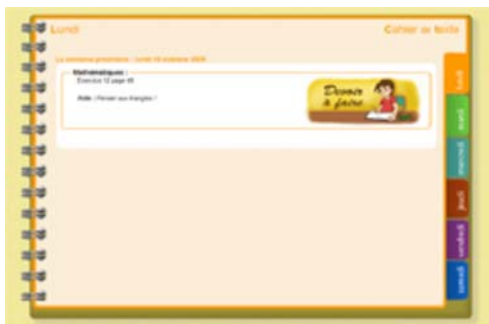 Lundi
Cahier de texte
La semaine prochaine : lundi 19 octobre 2009
Mathématiques :
Exercice 12 page 65
Aide : Penser aux triangles !
Devoir
à faire
lundi
mardi
mercredi
jeudi
vendredi
samedi